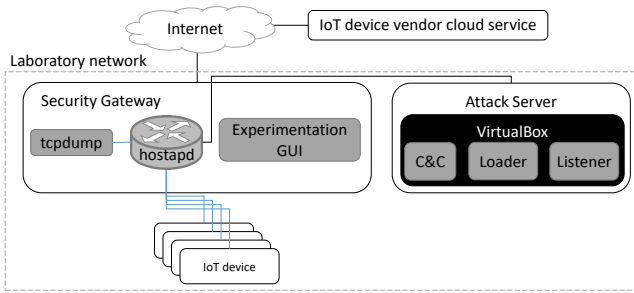 Internet
IoT device vendor cloud service
Laboratory network
Security Gateway
tcpdump
hostapd
Experimentation
GUI
Attack Server
VirtualBox
C&C
Loader
Listener
IoT device